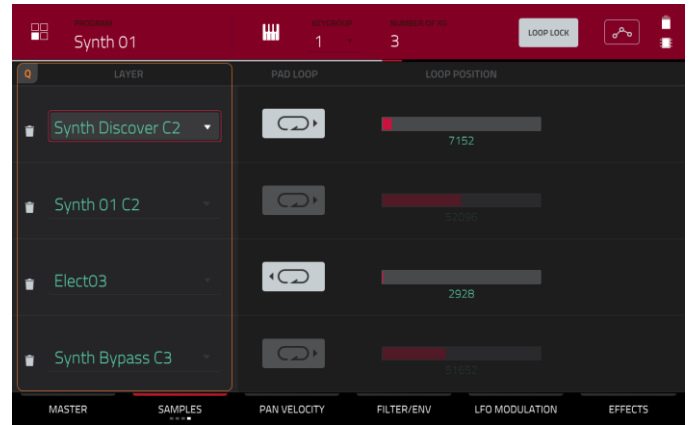 PROGRAM KEYGROUP NUMBER OF KG
Synth 01 1 3 LOOP LOCK
Q LAYER PAD LOOP LOOP POSITION
Synth Discover C2
7152
Synth 01 C2
52096
Elect03
2928
Synth Bypass C3
51652
MASTER SAMPLES PAN VELOCITY FILTER/ENV LFO MODULATION EFFECTS